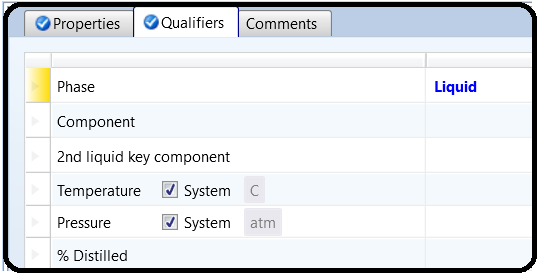 Properties Qualifiers Comments
Phase Liquid
Component
2nd liquid key component
Temperature System C
Pressure System atm
% Distilled